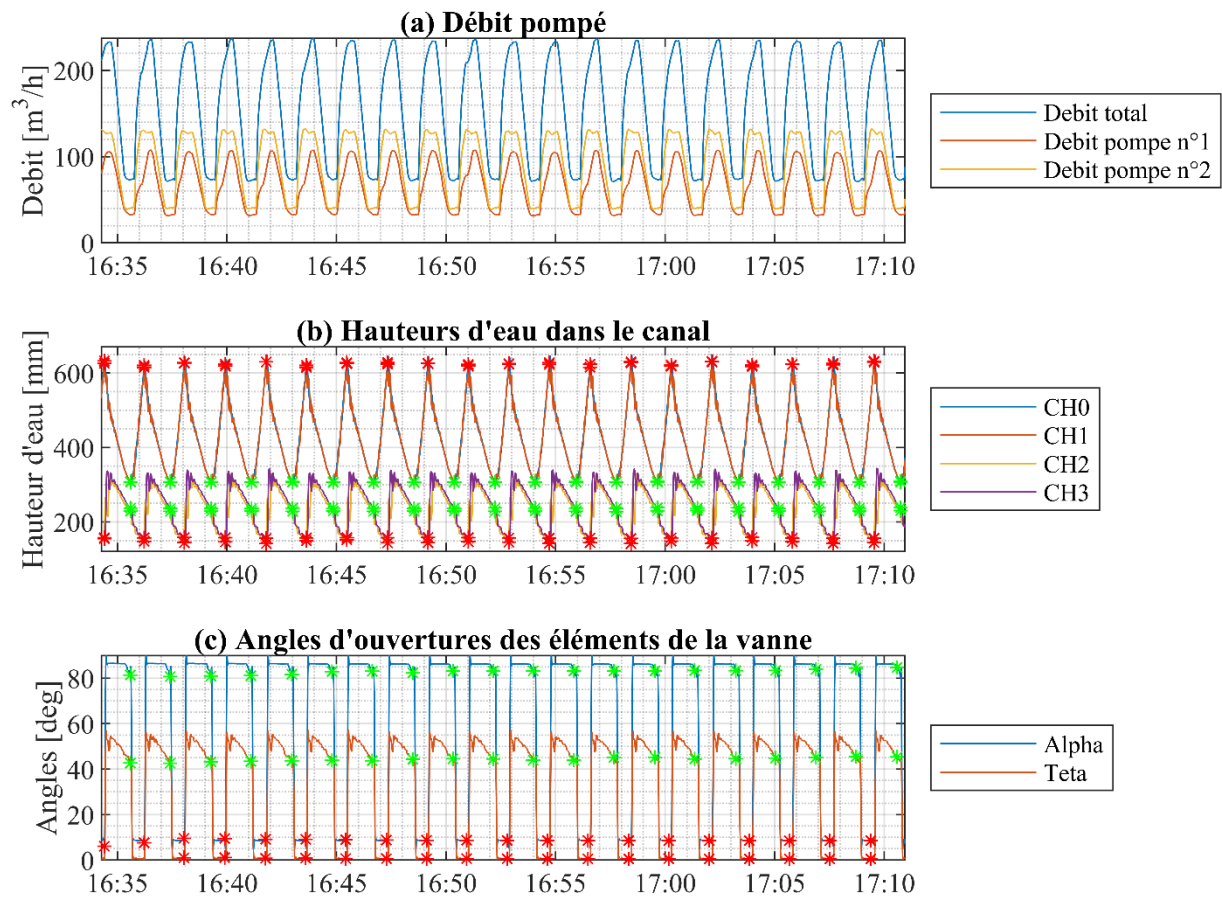 (a) Débit pompé
Debit [m³/h]
200
100
0
16:35 16:40 16:45 16:50 16:55 17:00 17:05 17:10
Debit total
Debit pompe n°1
Debit pompe n°2
(b) Hauteurs d'eau dans le canal
Hauteur d'eau [mm]
600
400
200
16:35 16:40 16:45 16:50 16:55 17:00 17:05 17:10
CH0
CH1
CH2
CH3
(c) Angles d'ouvertures des éléments de la vanne
Angles [deg]
80
60
40
20
0
16:35 16:40 16:45 16:50 16:55 17:00 17:05 17:10
Alpha
Teta